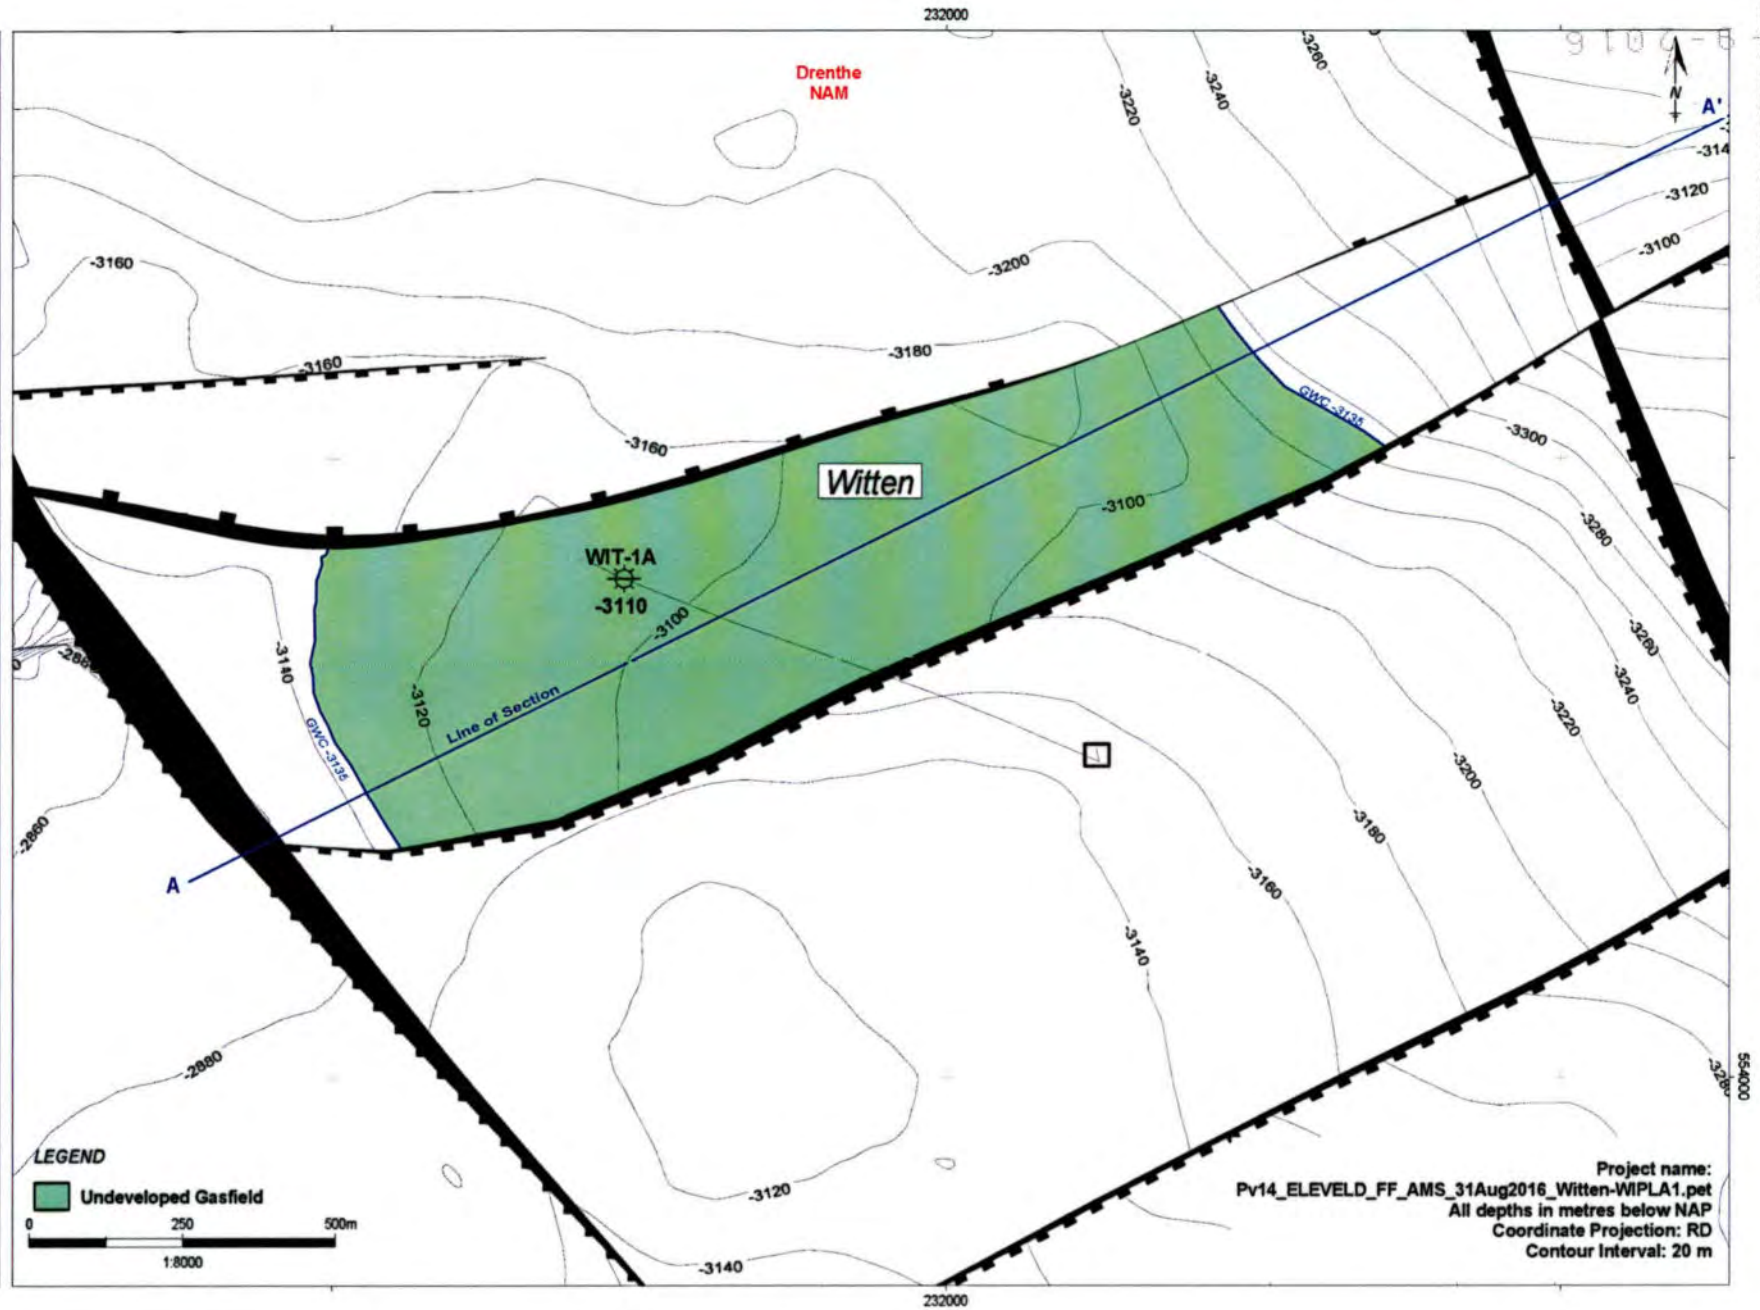 232000
9-2016
Drenthe
NAM
-3260
-3240
-3220
N
A'
-314
-3120
-3100
-3160
-3200
-3160
-3180
-3160
GWC -3135
-3300
Witten
-3100
-3280
WIT-1A
-3110
-3100
-3260
-3140
-3240
-3120
Line of Section
-3220
GWC -3135
-3200
-2860
-3180
A
-3160
-3140
-2880
554000
LEGEND
Undeveloped Gasfield
0 250 500m
1:8000
-3120
-3140
Project name:
Pv14_ELEVELD_FF_AMS_31Aug2016_Witten-WIPLA1.pet
All depths in metres below NAP
Coordinate Projection: RD
Contour Interval: 20 m
232000